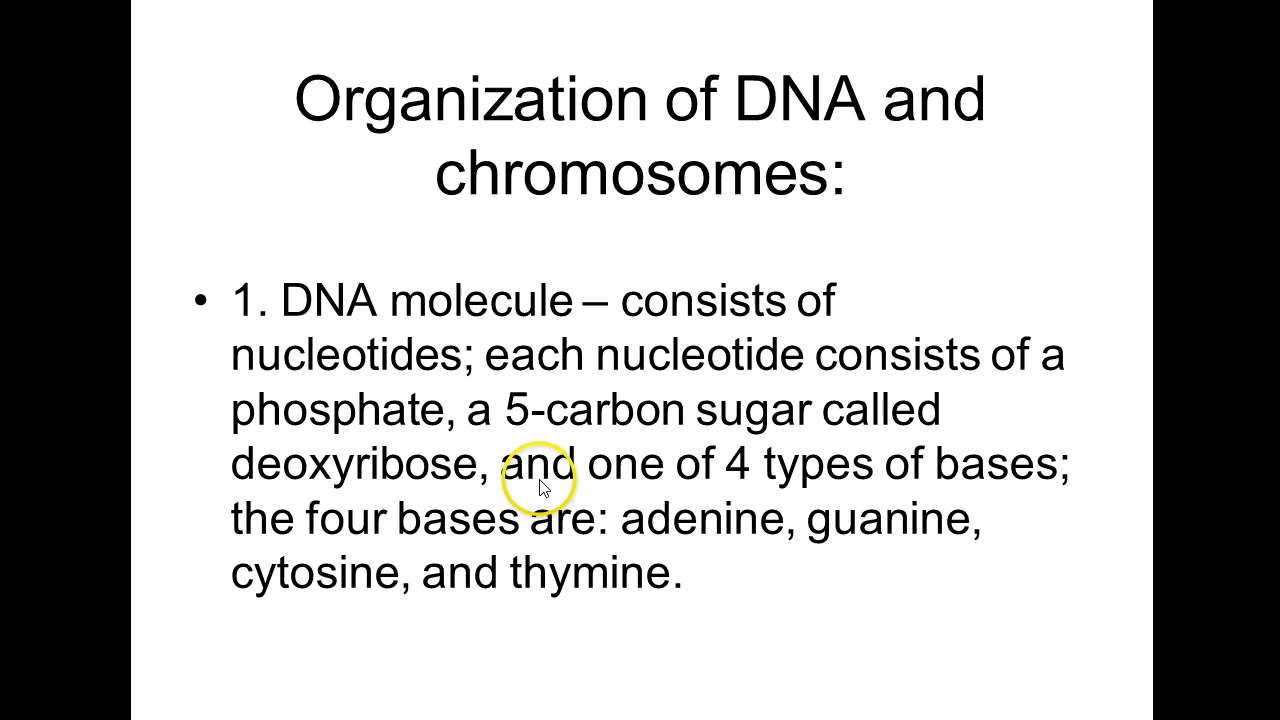 Organization of DNA and
chromosomes:
• 1. DNA molecule – consists of
nucleotides; each nucleotide consists of a
phosphate, a 5-carbon sugar called
deoxyribose, and one of 4 types of bases;
the four bases are: adenine, guanine,
cytosine, and thymine.